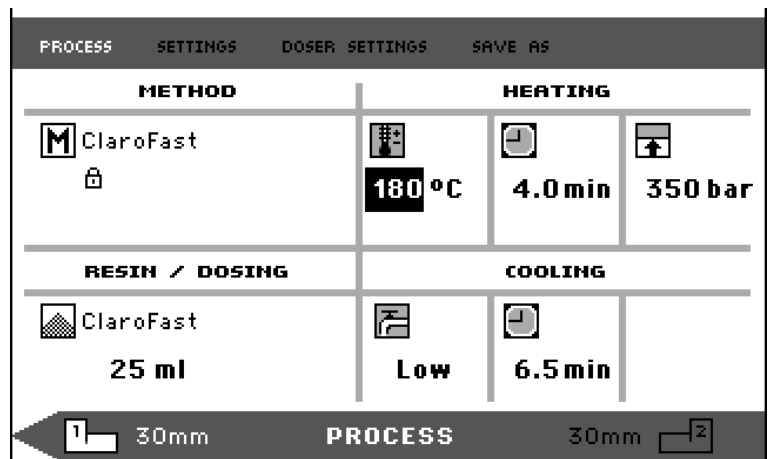 PROCESS SETTINGS DOSER SETTINGS SAVE AS
METHOD HEATING
M ClaroFast
180 ºC 4.0 min 350 bar
RESIN / DOSING COOLING
ClaroFast
25 ml Low 6.5 min
1 30mm PROCESS 30mm 2